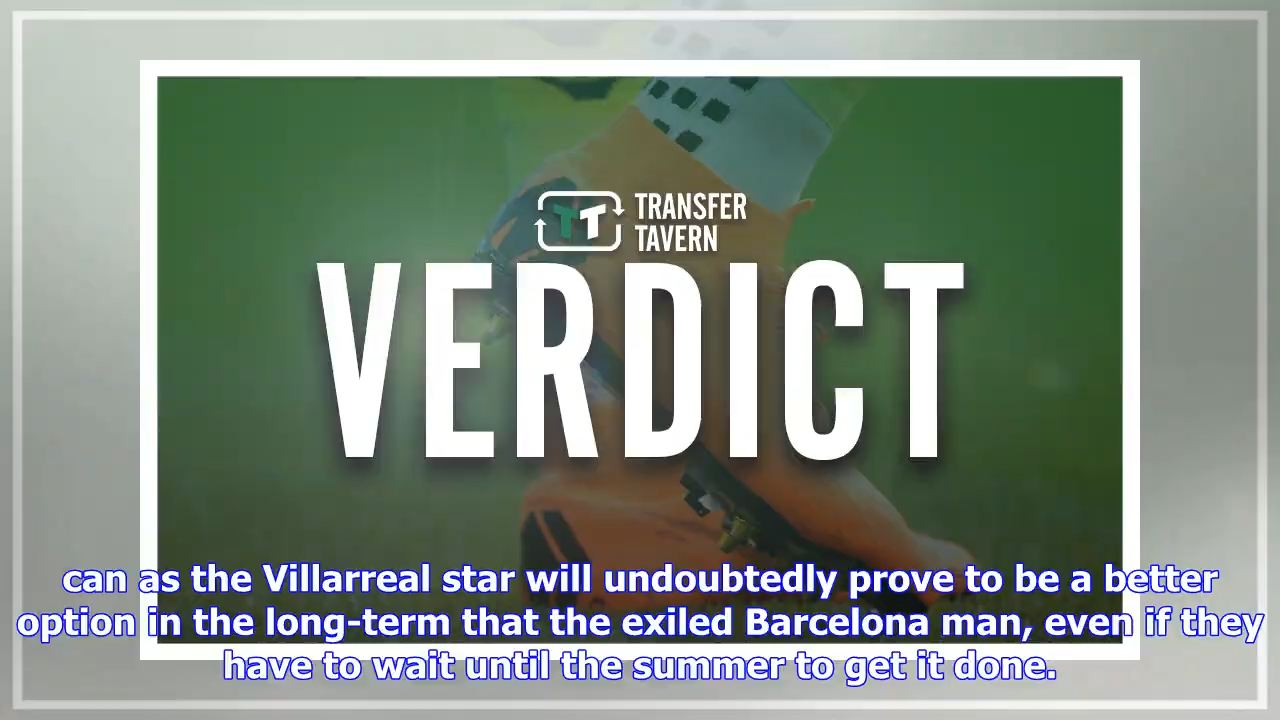 TT TRANSFER
TAVERN
VERDICT
can as the Villarreal star will undoubtedly prove to be a better
option in the long-term that the exiled Barcelona man, even if they
have to wait until the summer to get it done.